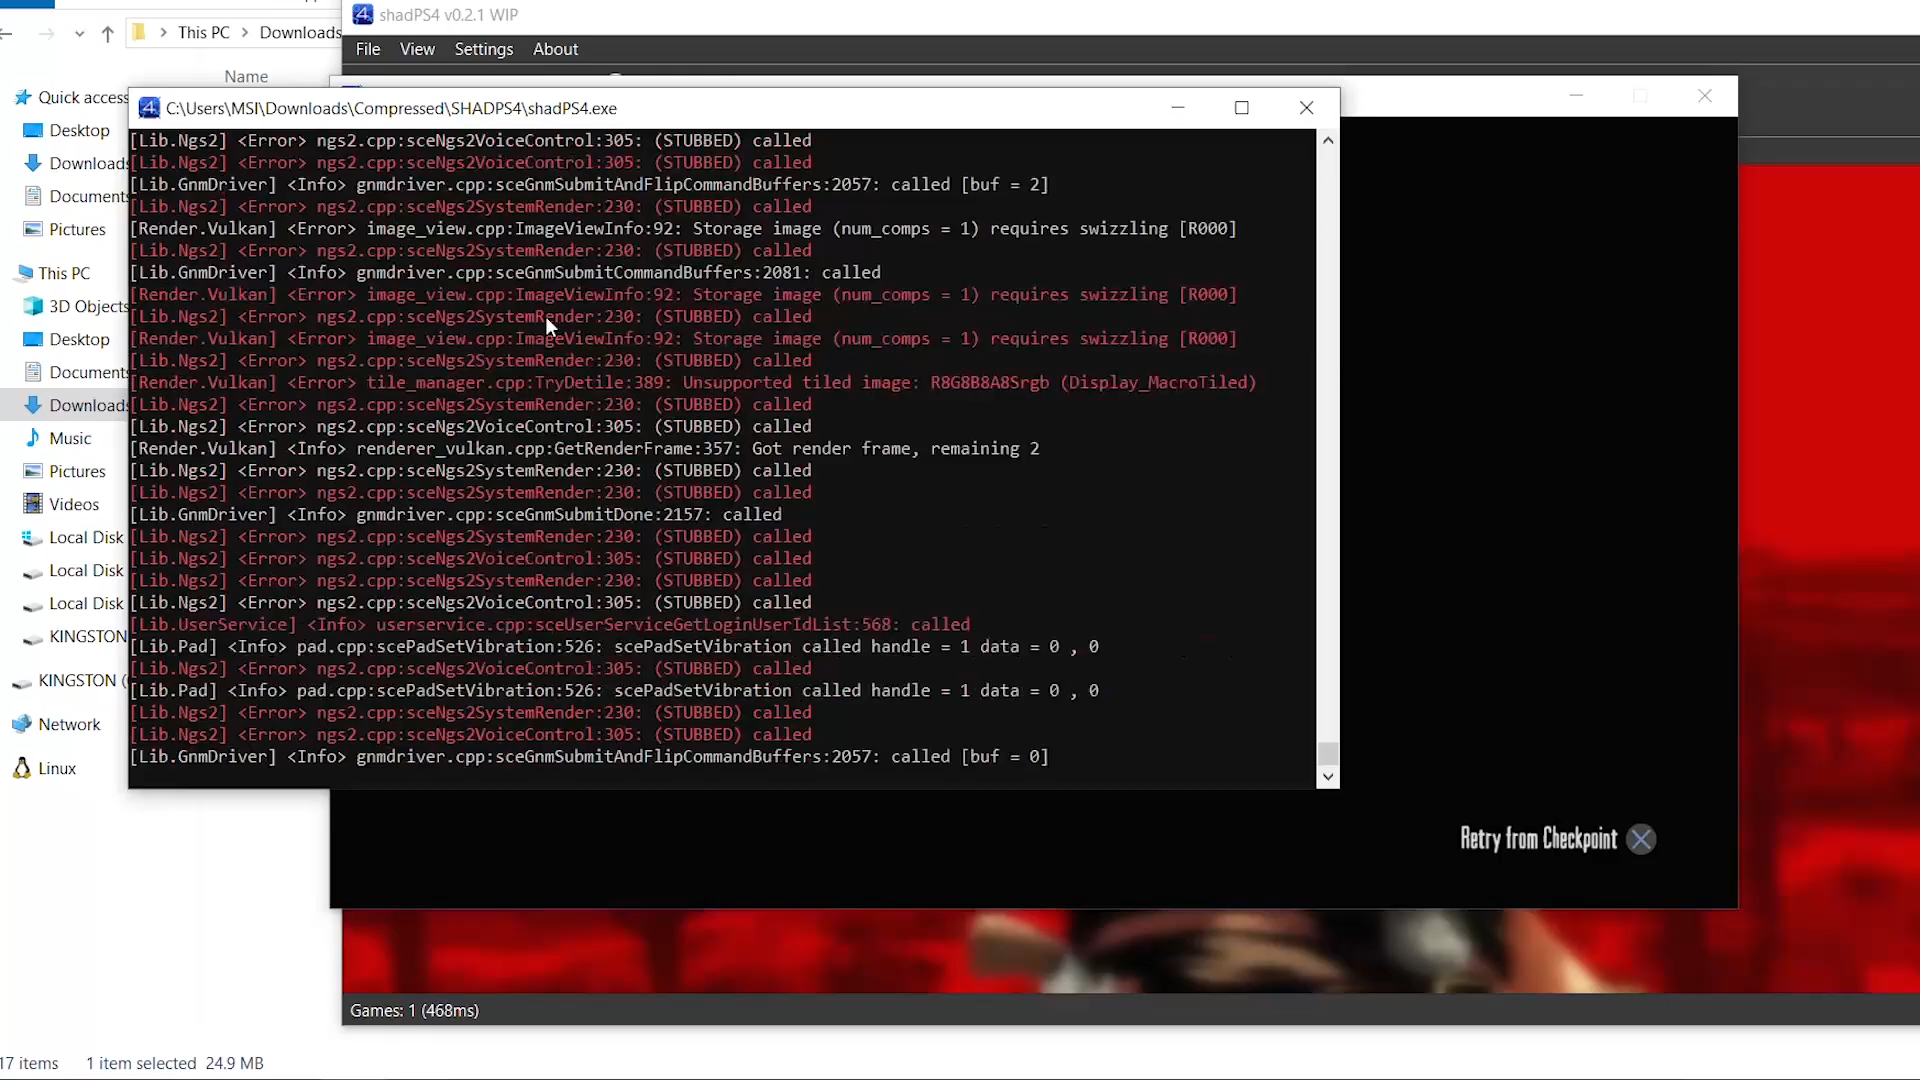 shadPS4 v0.2.1 WIP
This PC > Downloads
File View Settings About
Name
Quick access
Desktop
Downloads
Documents
Pictures
This PC
3D Objects
Desktop
Documents
Downloads
Music
Pictures
Videos
Local Disk
Local Disk
Local Disk
KINGSTON
KINGSTON (
Network
Linux
C:\Users\MSI\Downloads\Compressed\SHADPS4\shadPS4.exe
[Lib.Ngs2] <Error> ngs2.cpp:sceNgs2VoiceControl:305: (STUBBED) called
[Lib.Ngs2] <Error> ngs2.cpp:sceNgs2VoiceControl:305: (STUBBED) called
[Lib.GnmDriver] <Info> gnmdriver.cpp:sceGnmSubmitAndFlipCommandBuffers:2057: called [buf = 2]
[Lib.Ngs2] <Error> ngs2.cpp:sceNgs2SystemRender:230: (STUBBED) called
[Render.Vulkan] <Error> image_view.cpp:ImageViewInfo:92: Storage image (num_comps = 1) requires swizzling [R000]
[Lib.Ngs2] <Error> ngs2.cpp:sceNgs2SystemRender:230: (STUBBED) called
[Lib.GnmDriver] <Info> gnmdriver.cpp:sceGnmSubmitCommandBuffers:2081: called
[Render.Vulkan] <Error> image_view.cpp:ImageViewInfo:92: Storage image (num_comps = 1) requires swizzling [R000]
[Lib.Ngs2] <Error> ngs2.cpp:sceNgs2SystemRender:230: (STUBBED) called
[Render.Vulkan] <Error> image_view.cpp:ImageViewInfo:92: Storage image (num_comps = 1) requires swizzling [R000]
[Lib.Ngs2] <Error> ngs2.cpp:sceNgs2SystemRender:230: (STUBBED) called
[Render.Vulkan] <Error> tile_manager.cpp:TryDetile:389: Unsupported tiled image: R8G8B8A8Srgb (Display_MacroTiled)
[Lib.Ngs2] <Error> ngs2.cpp:sceNgs2SystemRender:230: (STUBBED) called
[Lib.Ngs2] <Error> ngs2.cpp:sceNgs2VoiceControl:305: (STUBBED) called
[Render.Vulkan] <Info> renderer_vulkan.cpp:GetRenderFrame:357: Got render frame, remaining 2
[Lib.Ngs2] <Error> ngs2.cpp:sceNgs2SystemRender:230: (STUBBED) called
[Lib.Ngs2] <Error> ngs2.cpp:sceNgs2SystemRender:230: (STUBBED) called
[Lib.GnmDriver] <Info> gnmdriver.cpp:sceGnmSubmitDone:2157: called
[Lib.Ngs2] <Error> ngs2.cpp:sceNgs2SystemRender:230: (STUBBED) called
[Lib.Ngs2] <Error> ngs2.cpp:sceNgs2VoiceControl:305: (STUBBED) called
[Lib.Ngs2] <Error> ngs2.cpp:sceNgs2SystemRender:230: (STUBBED) called
[Lib.Ngs2] <Error> ngs2.cpp:sceNgs2VoiceControl:305: (STUBBED) called
[Lib.UserService] <Info> userservice.cpp:sceUserServiceGetLoginUserIdList:568: called
[Lib.Pad] <Info> pad.cpp:scePadSetVibration:526: scePadSetVibration called handle = 1 data = 0 , 0
[Lib.Ngs2] <Error> ngs2.cpp:sceNgs2VoiceControl:305: (STUBBED) called
[Lib.Pad] <Info> pad.cpp:scePadSetVibration:526: scePadSetVibration called handle = 1 data = 0 , 0
[Lib.Ngs2] <Error> ngs2.cpp:sceNgs2SystemRender:230: (STUBBED) called
[Lib.Ngs2] <Error> ngs2.cpp:sceNgs2VoiceControl:305: (STUBBED) called
[Lib.GnmDriver] <Info> gnmdriver.cpp:sceGnmSubmitAndFlipCommandBuffers:2057: called [buf = 0]
Retry from Checkpoint
Games: 1 (468ms)
17 items 1 item selected 24.9 MB